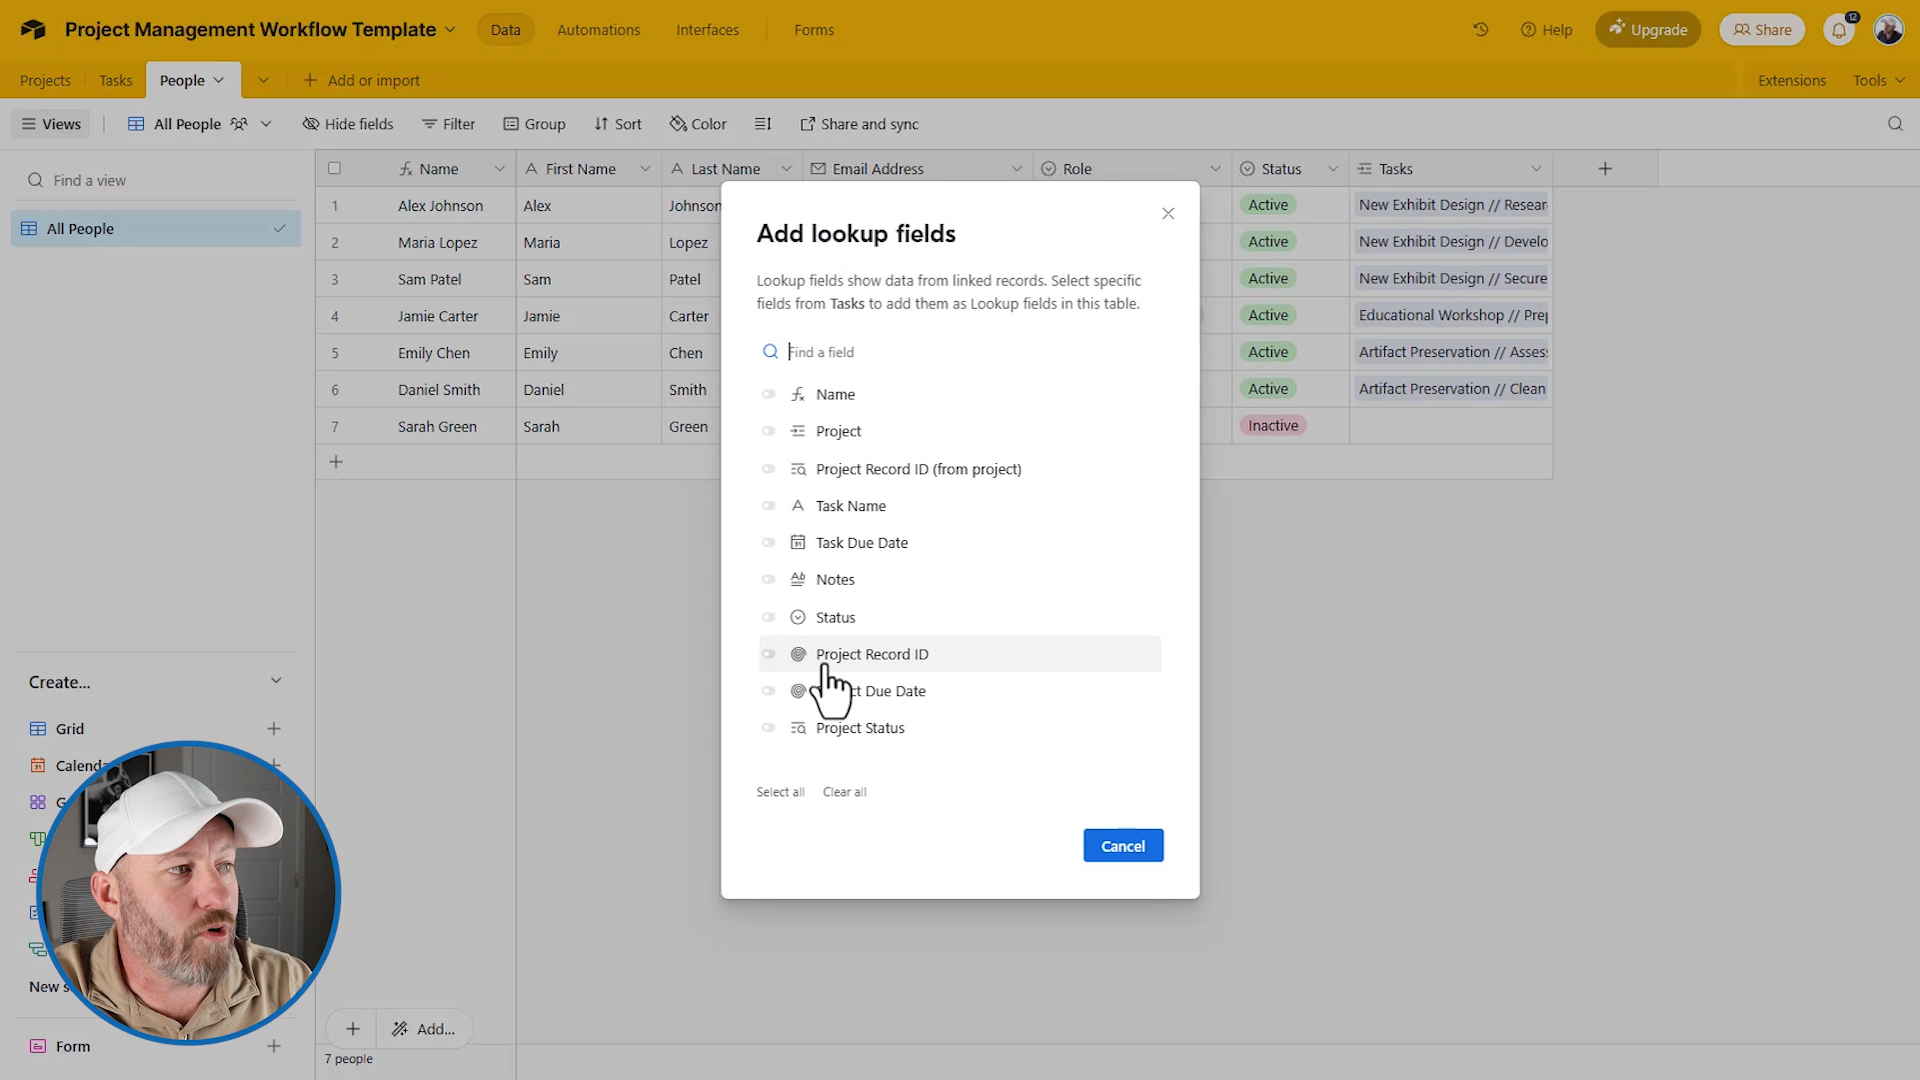 Project Management Workflow Template
Data
Automations
Interfaces
Forms
Help
Upgrade
Share
12
Projects
Tasks
People
Add or import
Extensions
Tools
Views
All People
Hide fields
Filter
Group
Sort
Color
Share and sync
Find a view
All People
Name
First Name
Last Name
Email Address
Role
Status
Tasks
1 Alex Johnson Alex Johnson Active New Exhibit Design // Resear
2 Maria Lopez Maria Lopez Active New Exhibit Design // Develo
3 Sam Patel Sam Patel Active New Exhibit Design // Secure
4 Jamie Carter Jamie Carter Active Educational Workshop // Prep
5 Emily Chen Emily Chen Active Artifact Preservation // Asses
6 Daniel Smith Daniel Smith Active Artifact Preservation // Clean
7 Sarah Green Sarah Green Inactive
Add lookup fields
Lookup fields show data from linked records. Select specific
fields from Tasks to add them as Lookup fields in this table.
Find a field
Name
Project
Project Record ID (from project)
Task Name
Task Due Date
Notes
Status
Project Record ID
ct Due Date
Project Status
Select all
Clear all
Cancel
Create...
Grid
Calenda
G
New s
Form
Add...
7 people